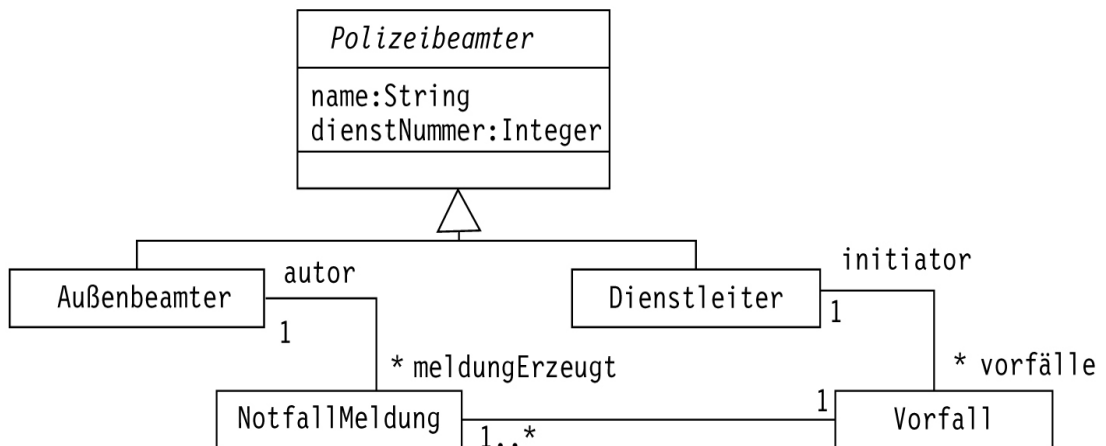 Polizeibeamter
name:String
dienstNummer:Integer
initiator
autor
Außenbeamter
Dienstleiter
1
1
* meldungErzeugt
* vorfälle
1
NotfallMeldung
Vorfall
1..*